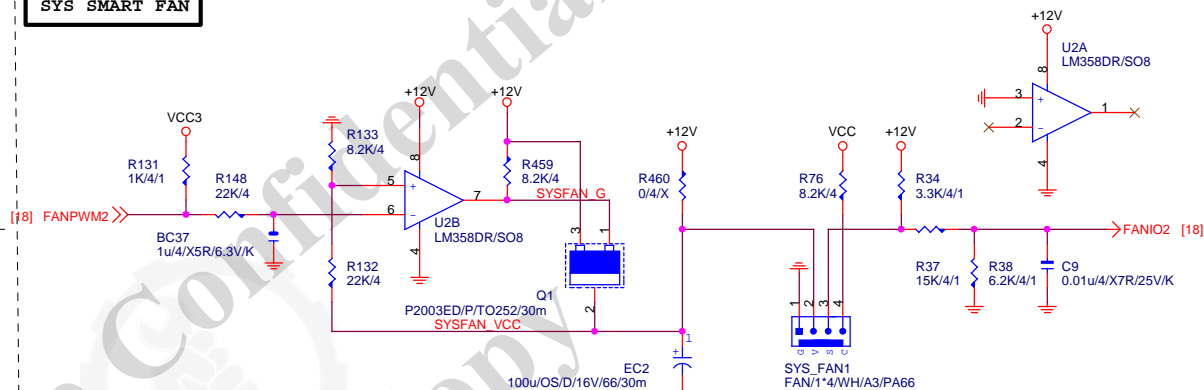 SYS SMART FAN
+12V
U2A
LM358DR/SO8
8
3
+
1
2
-
4
+12V
+12V
VCC3
R133
8.2K/4
8
R459
8.2K/4
+12V
VCC
+12V
R131
1K/4/1
R148
22K/4
5
+
7
SYSFAN_G
R460
0/4/X
R76
8.2K/4
R34
3.3K/4/1
[18] FANPWM2
6
-
U2B
LM358DR/SO8
4
3
1
FANIO2 [18]
BC37
1u/4/X5R/6.3V/K
R132
22K/4
R37
15K/4/1
R38
6.2K/4/1
C9
0.01u/4/X7R/25V/K
Q1
P2003ED/P/TO252/30m
2
SYSFAN_VCC
1
2
3
4
G
V
S
C
1
+
EC2
100u/OS/D/16V/66/30m
SYS_FAN1
FAN/1*4/WH/A3/PA66
Confidential
Copy